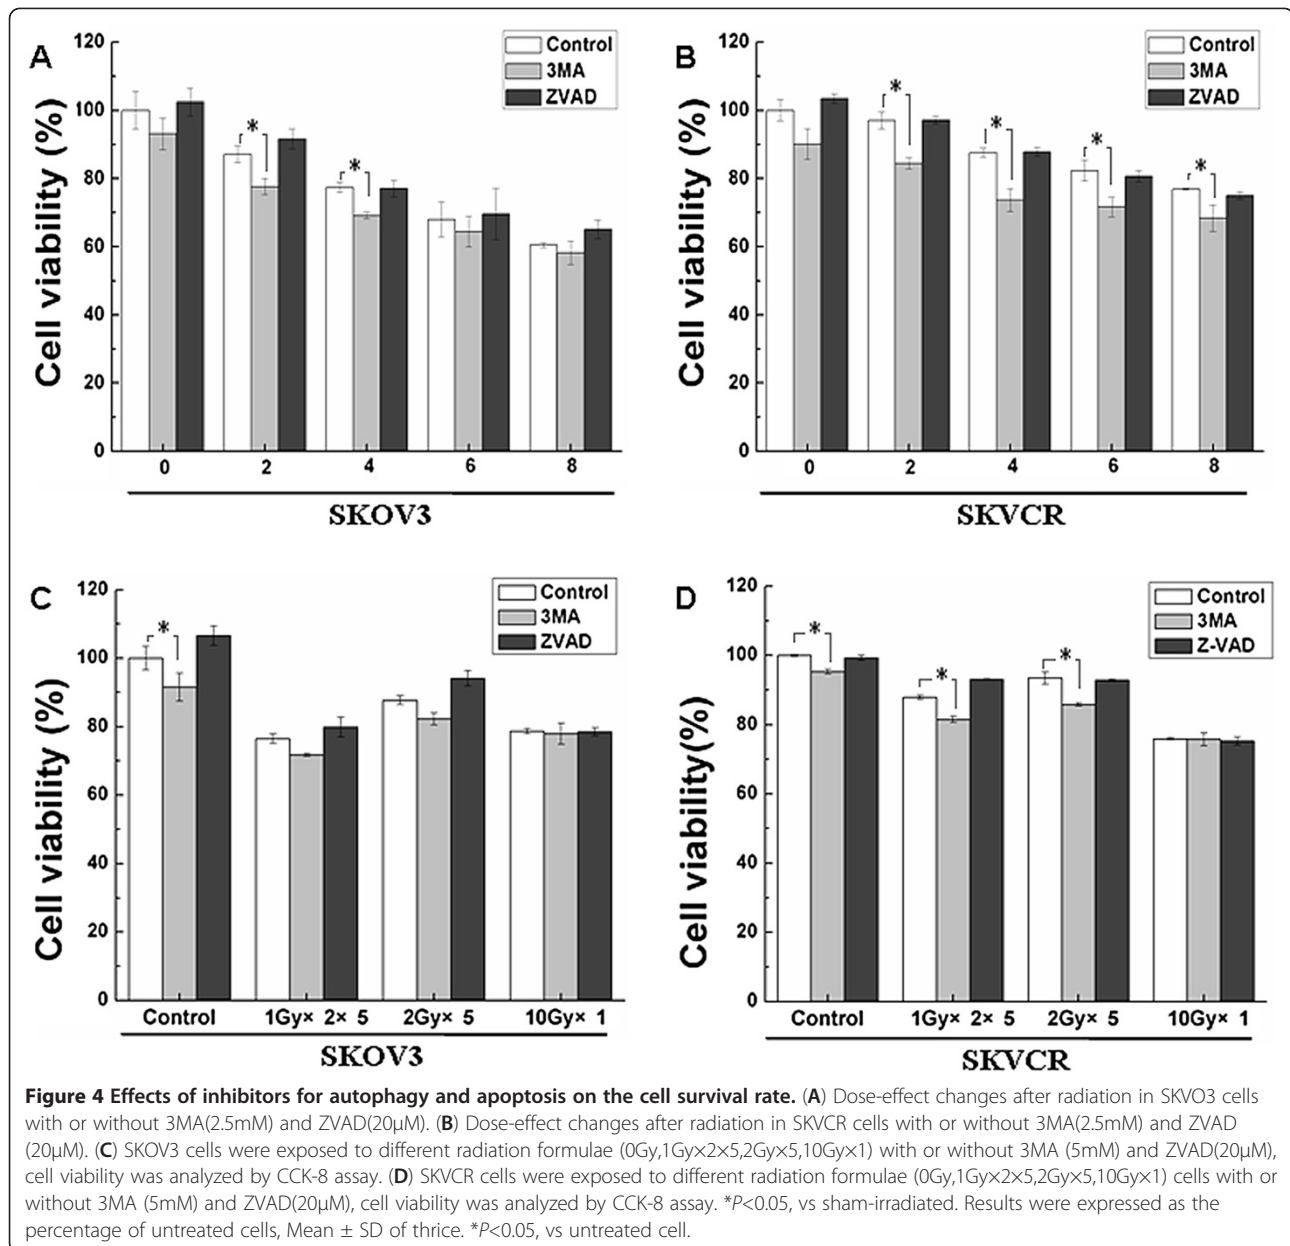 A
Cell viability (%)
120
100
80
60
40
20
0
Control
3MA
ZVAD
*
*
0 2 4 6 8
SKOV3
B
Cell viability (%)
120
100
80
60
40
20
0
Control
3MA
ZVAD
*
*
*
*
0 2 4 6 8
SKVCR
C
Cell viability (%)
120
100
80
60
40
20
0
Control
3MA
ZVAD
*
Control 1Gy× 2× 5 2Gy× 5 10Gy× 1
SKOV3
D
Cell viability(%)
120
100
80
60
40
20
0
Control
3MA
Z-VAD
*
*
*
Control 1Gy× 2× 5 2Gy× 5 10Gy× 1
SKVCR
Figure 4 Effects of inhibitors for autophagy and apoptosis on the cell survival rate. (A) Dose-effect changes after radiation in SKVO3 cells
with or without 3MA(2.5mM) and ZVAD(20μM). (B) Dose-effect changes after radiation in SKVCR cells with or without 3MA(2.5mM) and ZVAD
(20μM). (C) SKOV3 cells were exposed to different radiation formulae (0Gy,1Gy×2×5,2Gy×5,10Gy×1) with or without 3MA (5mM) and ZVAD(20μM),
cell viability was analyzed by CCK-8 assay. (D) SKVCR cells were exposed to different radiation formulae (0Gy,1Gy×2×5,2Gy×5,10Gy×1) cells with or
without 3MA (5mM) and ZVAD(20μM), cell viability was analyzed by CCK-8 assay. *P<0.05, vs sham-irradiated. Results were expressed as the
percentage of untreated cells, Mean ± SD of thrice. *P<0.05, vs untreated cell.